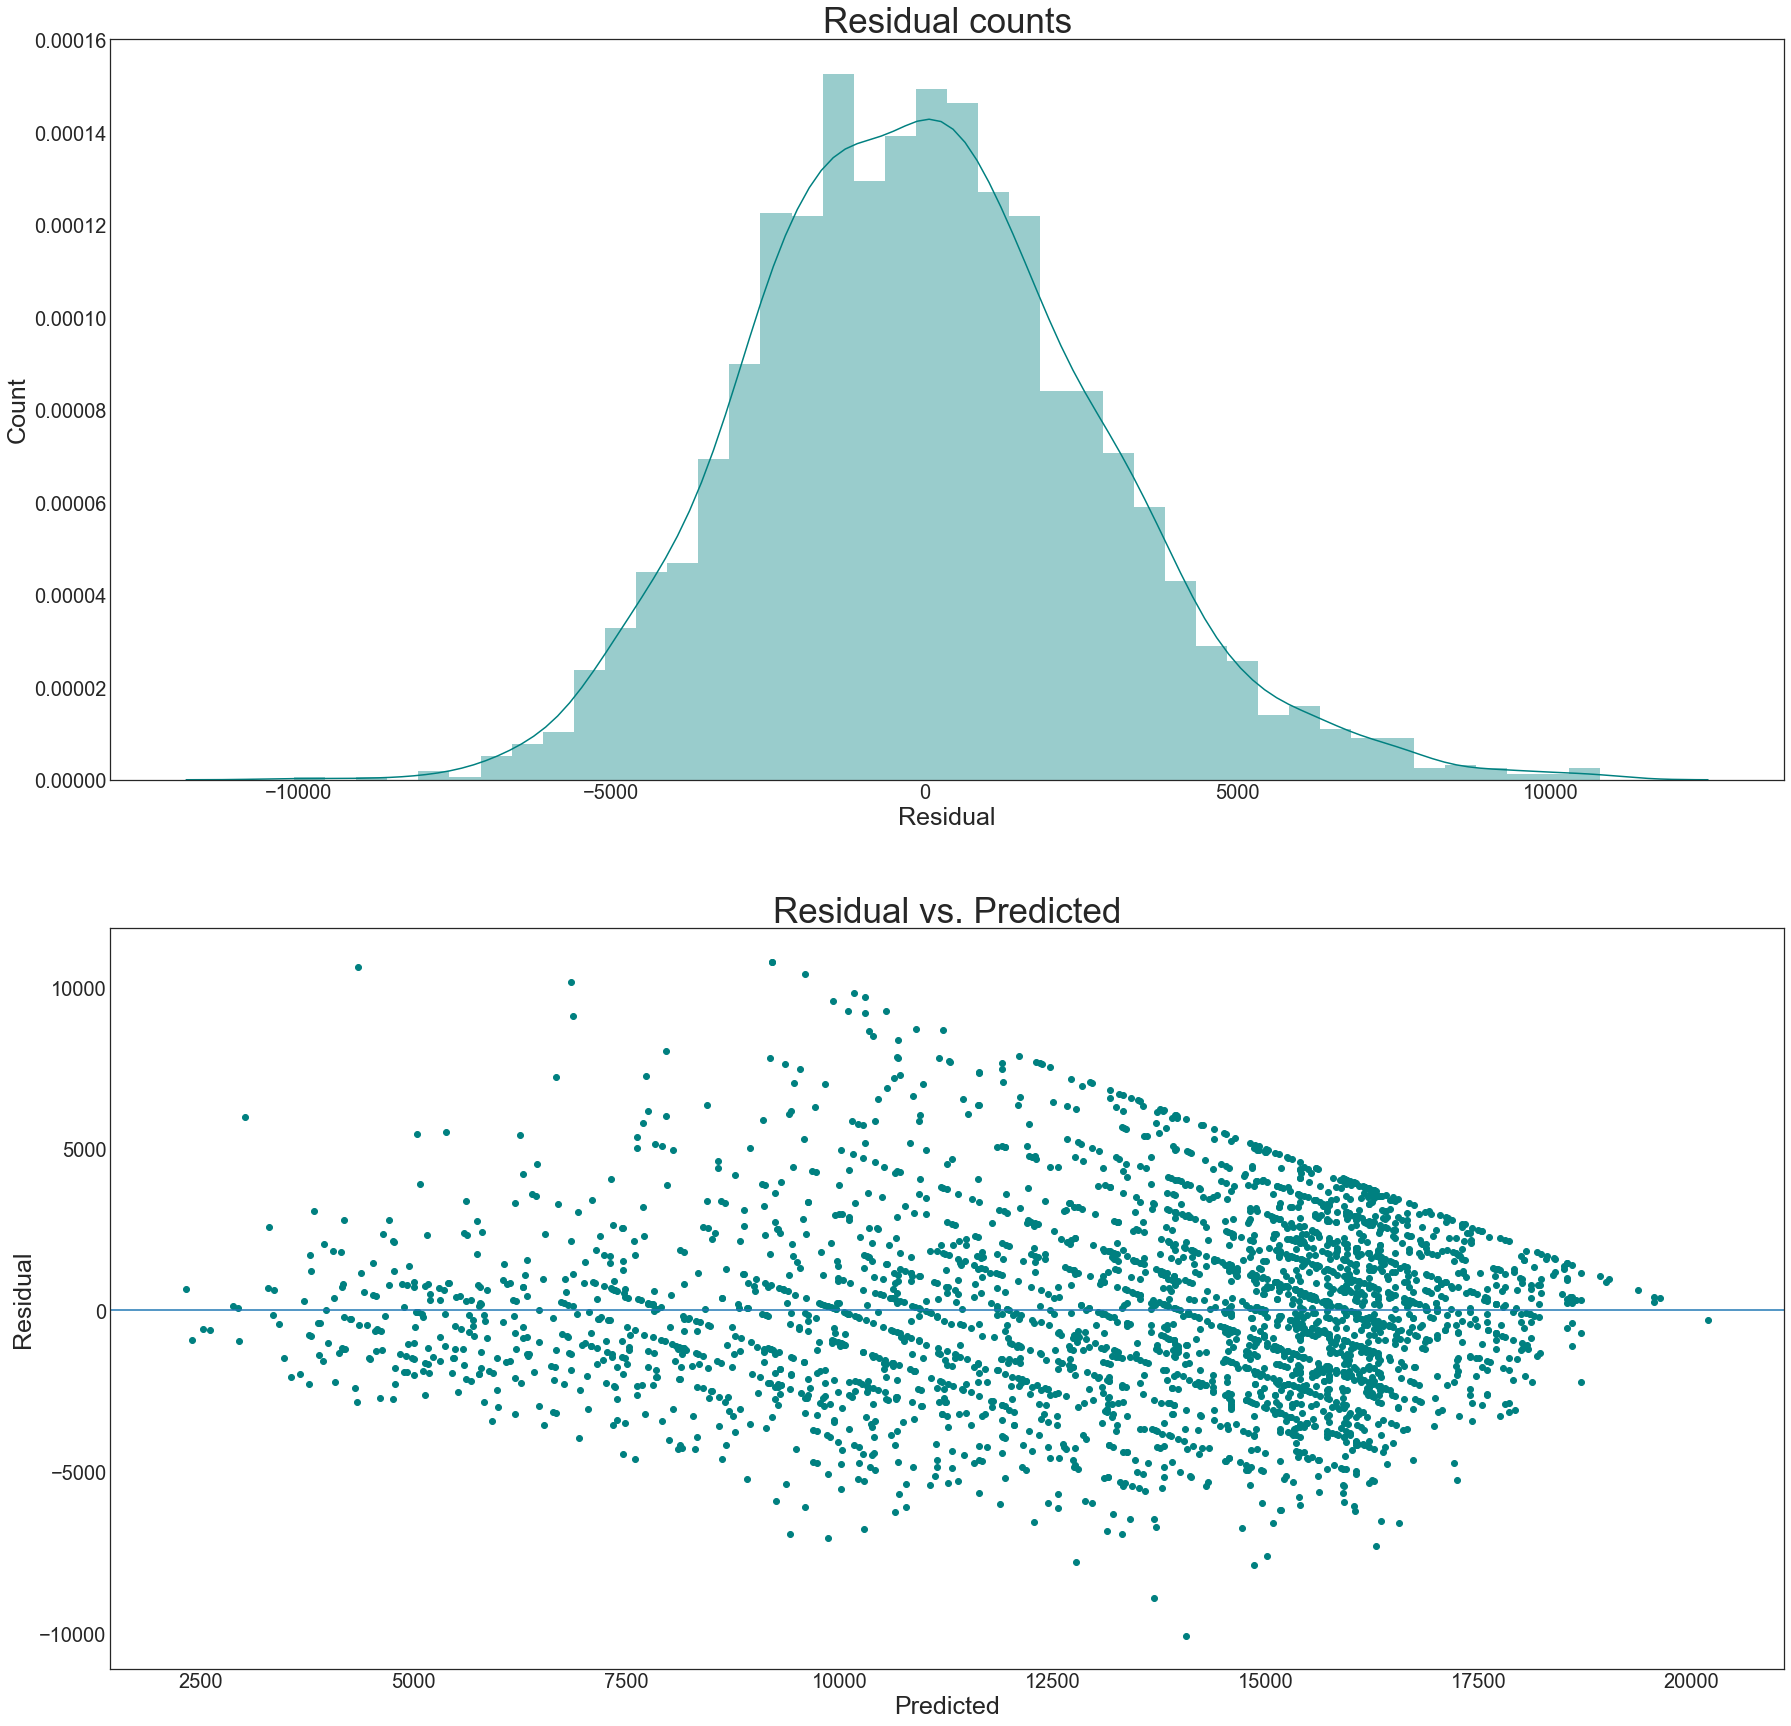 Residual counts
0.00016
0.00014
0.00012
0.00010
0.00008
0.00006
0.00004
0.00002
0.00000
Count
−10000 −5000 0 5000 10000
Residual
Residual vs. Predicted
10000
5000
0
−5000
−10000
Residual
2500 5000 7500 10000 12500 15000 17500 20000
Predicted